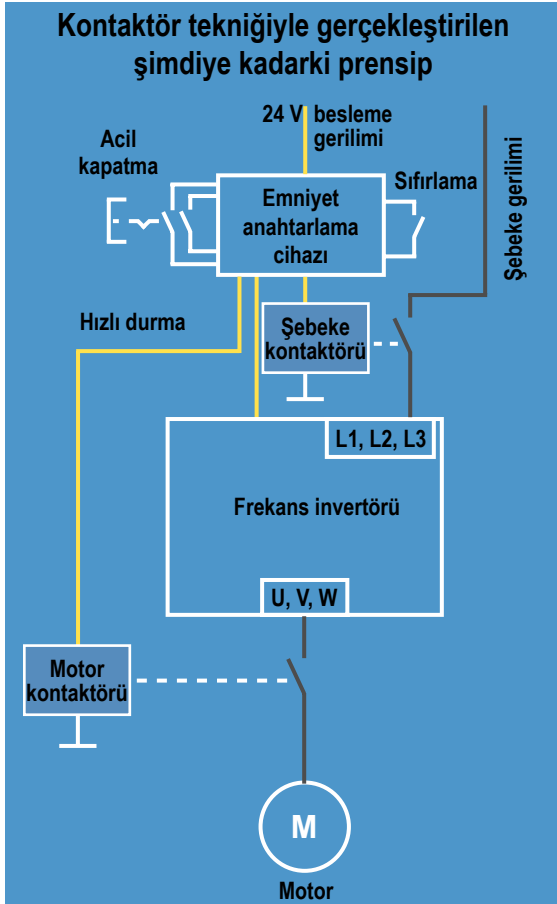 Kontaktör tekniğiyle gerçekleştirilen
şimdiye kadarki prensip
24 V besleme
gerilimi
Acil
kapatma
Emniyet
anahtarlama
cihazı
Sıfırlama
Şebeke gerilimi
Hızlı durma
Şebeke
kontaktörü
L1, L2, L3
Frekans invertörü
U, V, W
Motor
kontaktörü
M
Motor